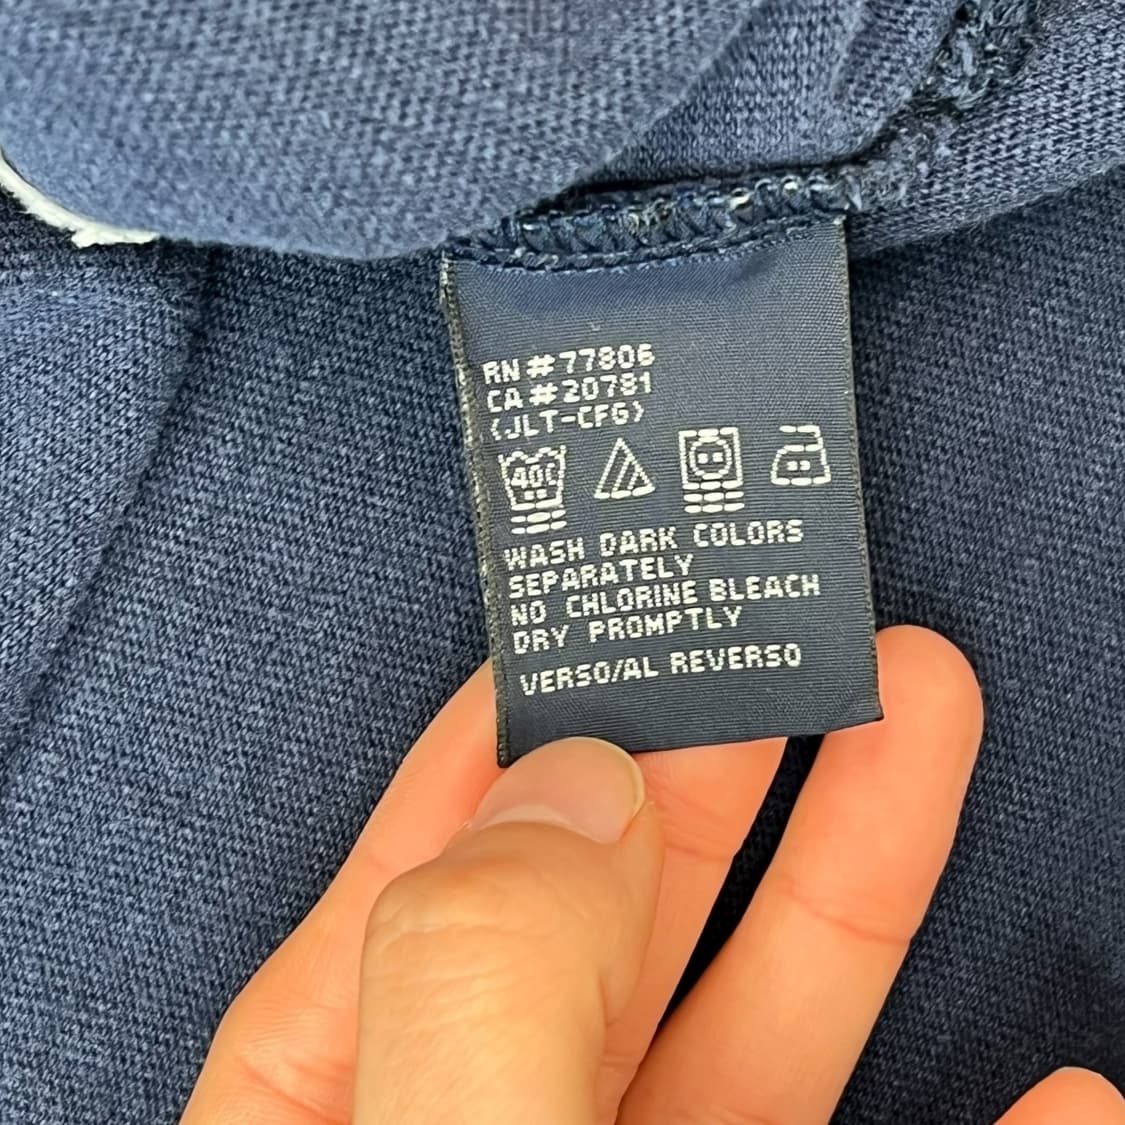 RN #77806
CA #20781
(JLT-CFG)
40C
WASH DARK COLORS
SEPARATELY
NO CHLORINE BLEACH
DRY PROMPTLY
VERSO/AL REVERSO